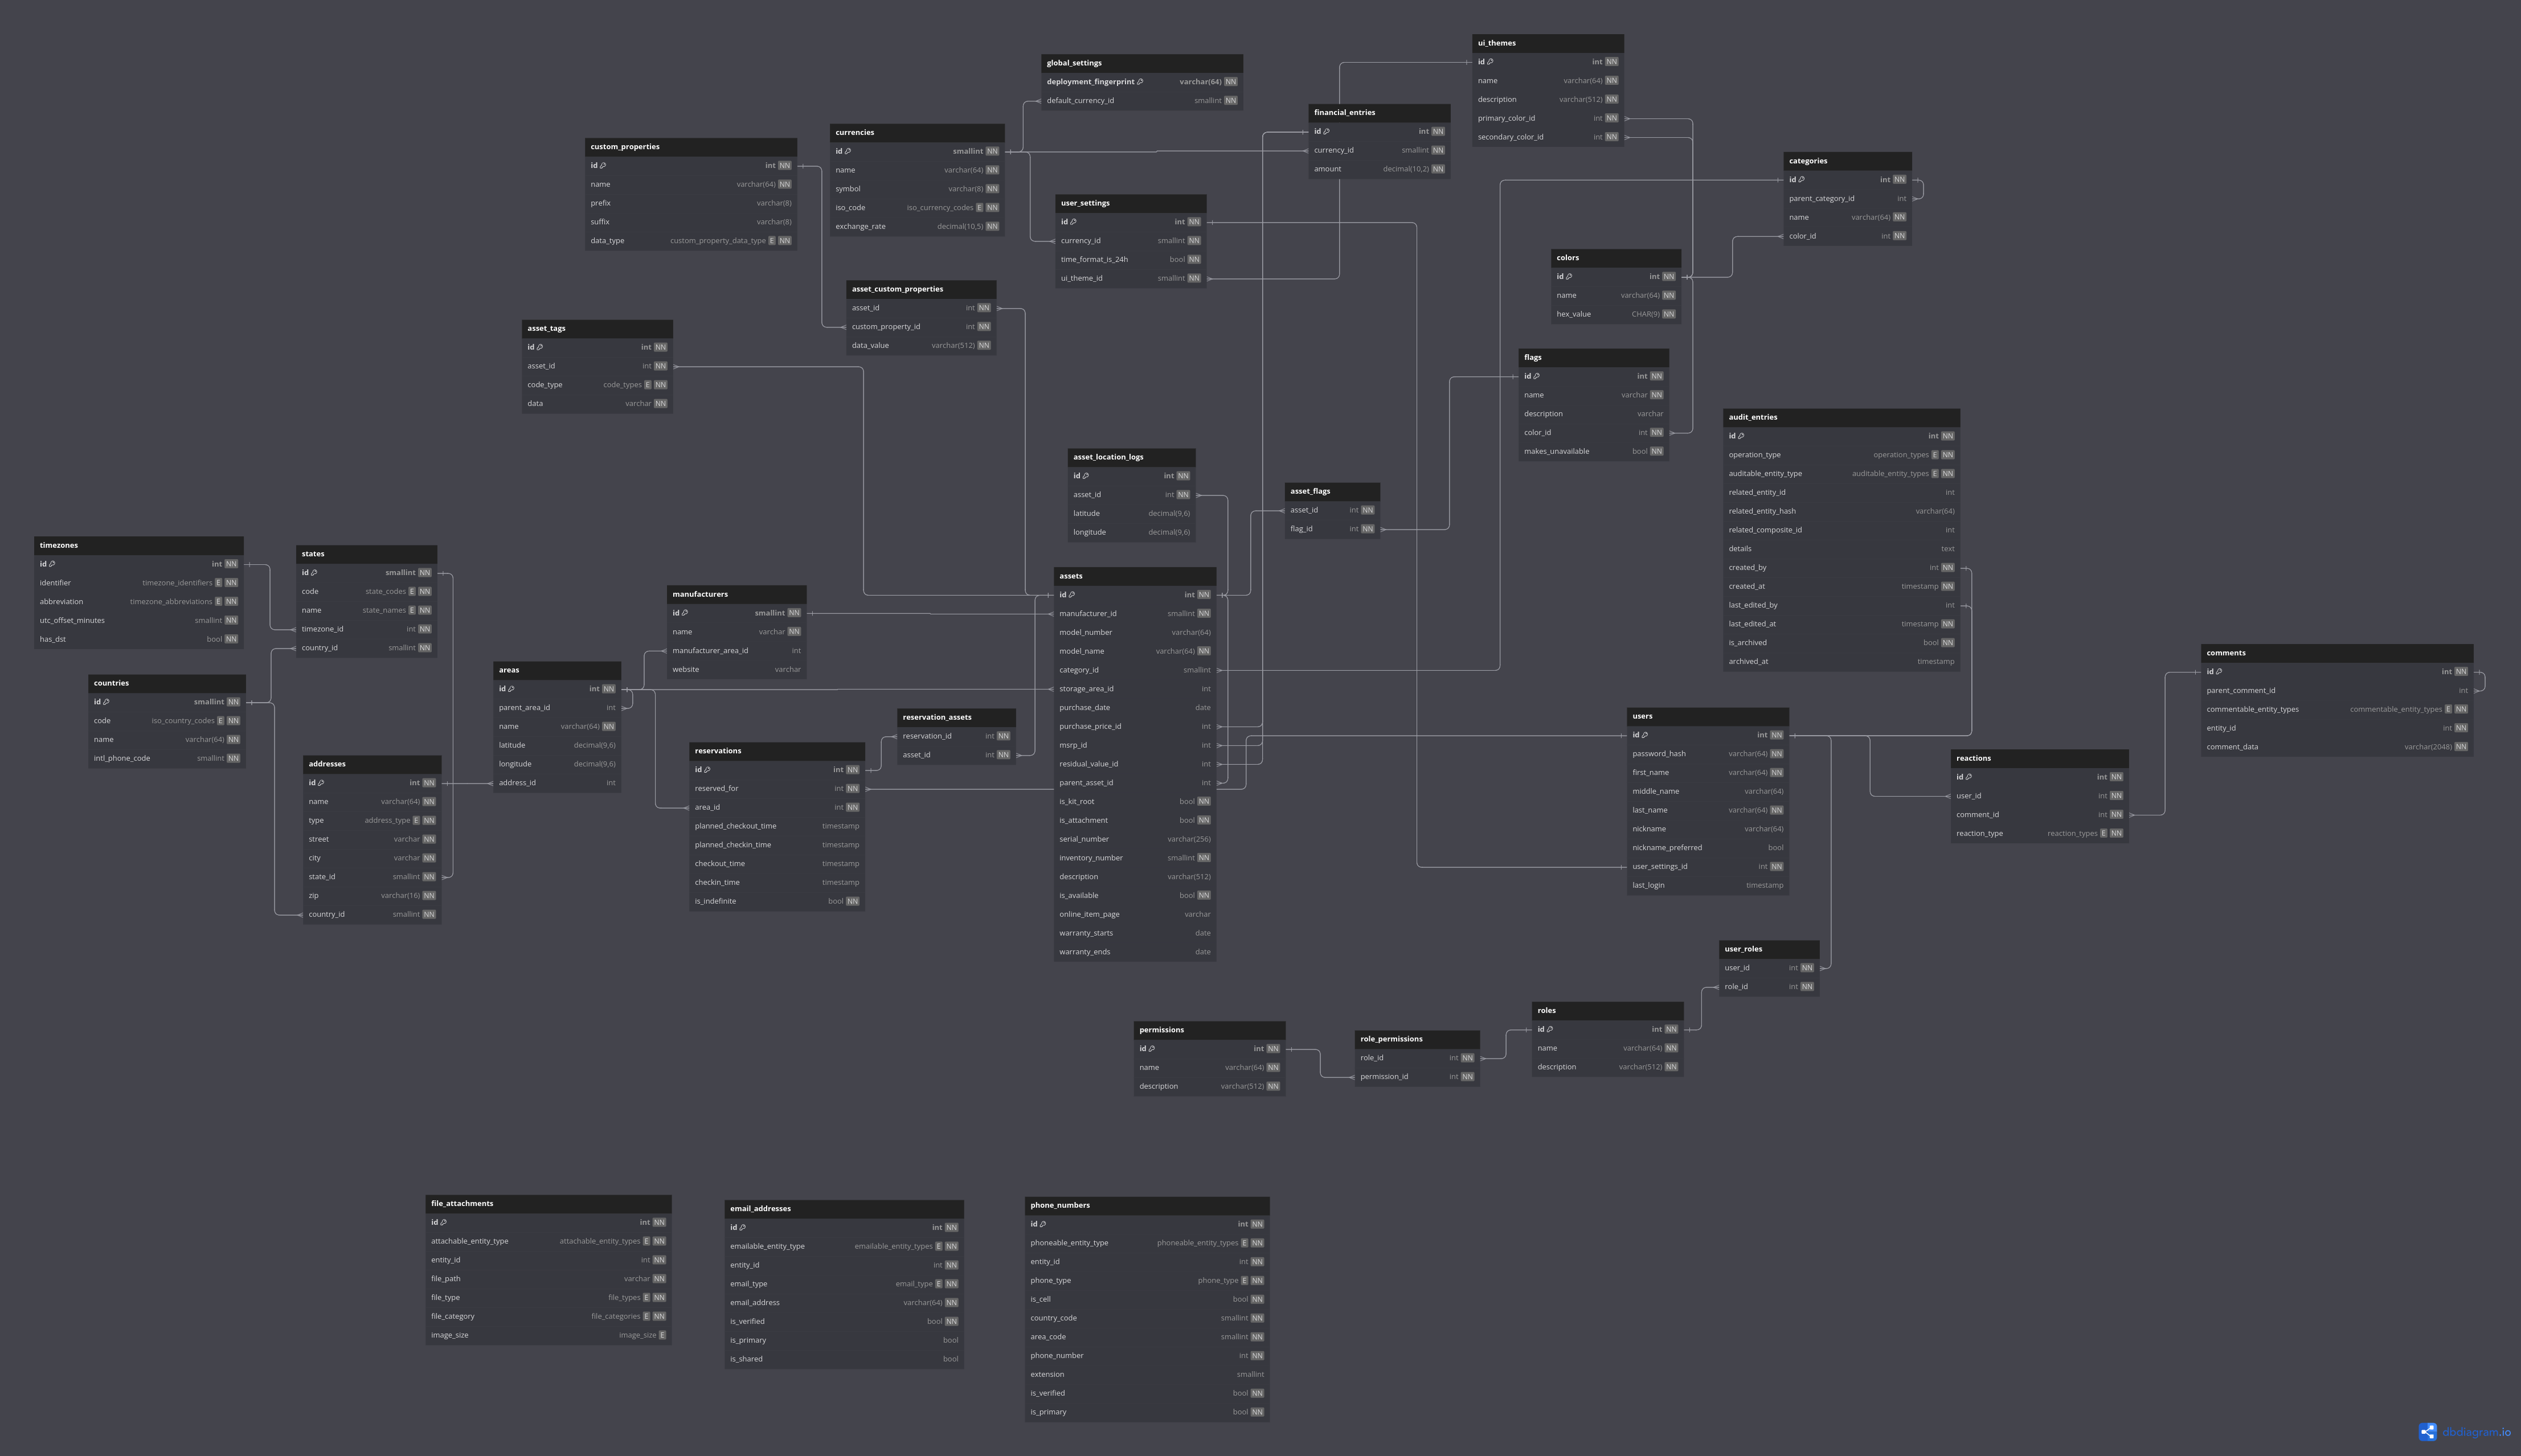 ui_themes
id int NN
name varchar(64) NN
description varchar(512) NN
primary_color_id int NN
secondary_color_id int NN
global_settings
deployment_fingerprint varchar(64) NN
default_currency_id smallint NN
financial_entries
id int NN
currency_id smallint NN
amount decimal(10,2) NN
currencies
id smallint NN
name varchar(64) NN
symbol varchar(8) NN
iso_code iso_currency_codes E NN
exchange_rate decimal(10,5) NN
custom_properties
id int NN
name varchar(64) NN
prefix varchar(8)
suffix varchar(8)
data_type custom_property_data_type E NN
categories
id int NN
parent_category_id int
name varchar(64) NN
color_id int NN
user_settings
id int NN
currency_id smallint NN
time_format_is_24h bool NN
ui_theme_id smallint NN
colors
id int NN
name varchar(64) NN
hex_value CHAR(9) NN
asset_custom_properties
asset_id int NN
custom_property_id int NN
data_value varchar(512) NN
asset_tags
id int NN
asset_id int NN
code_type code_types E NN
data varchar NN
flags
id int NN
name varchar NN
description varchar
color_id int NN
makes_unavailable bool NN
audit_entries
id int NN
operation_type operation_types E NN
auditable_entity_type auditable_entity_types E NN
related_entity_id int
related_entity_hash varchar(64)
related_composite_id int
details text
created_by int NN
created_at timestamp NN
last_edited_by int
last_edited_at timestamp NN
is_archived bool NN
archived_at timestamp
asset_location_logs
id int NN
asset_id int NN
latitude decimal(9,6)
longitude decimal(9,6)
asset_flags
asset_id int NN
flag_id int NN
timezones
id int NN
identifier timezone_identifiers E NN
abbreviation timezone_abbreviations E NN
utc_offset_minutes smallint NN
has_dst bool NN
states
id smallint NN
code state_codes E NN
name state_names E NN
timezone_id int NN
country_id smallint NN
manufacturers
id smallint NN
name varchar NN
manufacturer_area_id int
website varchar
assets
id int NN
manufacturer_id smallint NN
model_number varchar(64)
model_name varchar(64) NN
category_id smallint
storage_area_id int
purchase_date date
purchase_price_id int
msrp_id int
residual_value_id int
parent_asset_id int
is_kit_root bool NN
is_attachment bool NN
serial_number varchar(256)
inventory_number smallint NN
description varchar(512)
is_available bool NN
online_item_page varchar
warranty_starts date
warranty_ends date
countries
id smallint NN
code iso_country_codes E NN
name varchar(64) NN
intl_phone_code smallint NN
areas
id int NN
parent_area_id int
name varchar(64) NN
latitude decimal(9,6)
longitude decimal(9,6)
address_id int
comments
id int NN
parent_comment_id int
commentable_entity_types commentable_entity_types E NN
entity_id int NN
comment_data varchar(2048) NN
reservation_assets
reservation_id int NN
asset_id int NN
users
id int NN
password_hash varchar(64) NN
first_name varchar(64) NN
middle_name varchar(64)
last_name varchar(64) NN
nickname varchar(64)
nickname_preferred bool
user_settings_id int NN
last_login timestamp
reservations
id int NN
reserved_for int NN
area_id int NN
planned_checkout_time timestamp
planned_checkin_time timestamp
checkout_time timestamp
checkin_time timestamp
is_indefinite bool NN
addresses
id int NN
name varchar(64) NN
type address_type E NN
street varchar NN
city varchar NN
state_id smallint NN
zip varchar(16) NN
country_id smallint NN
reactions
id int NN
user_id int NN
comment_id int NN
reaction_type reaction_types E NN
user_roles
user_id int NN
role_id int NN
roles
id int NN
name varchar(64) NN
description varchar(512) NN
permissions
id int NN
name varchar(64) NN
description varchar(512) NN
role_permissions
role_id int NN
permission_id int NN
file_attachments
id int NN
attachable_entity_type attachable_entity_types E NN
entity_id int NN
file_path varchar NN
file_type file_types E NN
file_category file_categories E NN
image_size image_size E
email_addresses
id int NN
emailable_entity_type emailable_entity_types E NN
entity_id int NN
email_type email_type E NN
email_address varchar(64) NN
is_verified bool NN
is_primary bool
is_shared bool
phone_numbers
id int NN
phoneable_entity_type phoneable_entity_types E NN
entity_id int NN
phone_type phone_type E NN
is_cell bool NN
country_code smallint NN
area_code smallint NN
phone_number int NN
extension smallint
is_verified bool NN
is_primary bool NN
dbdiagram.io